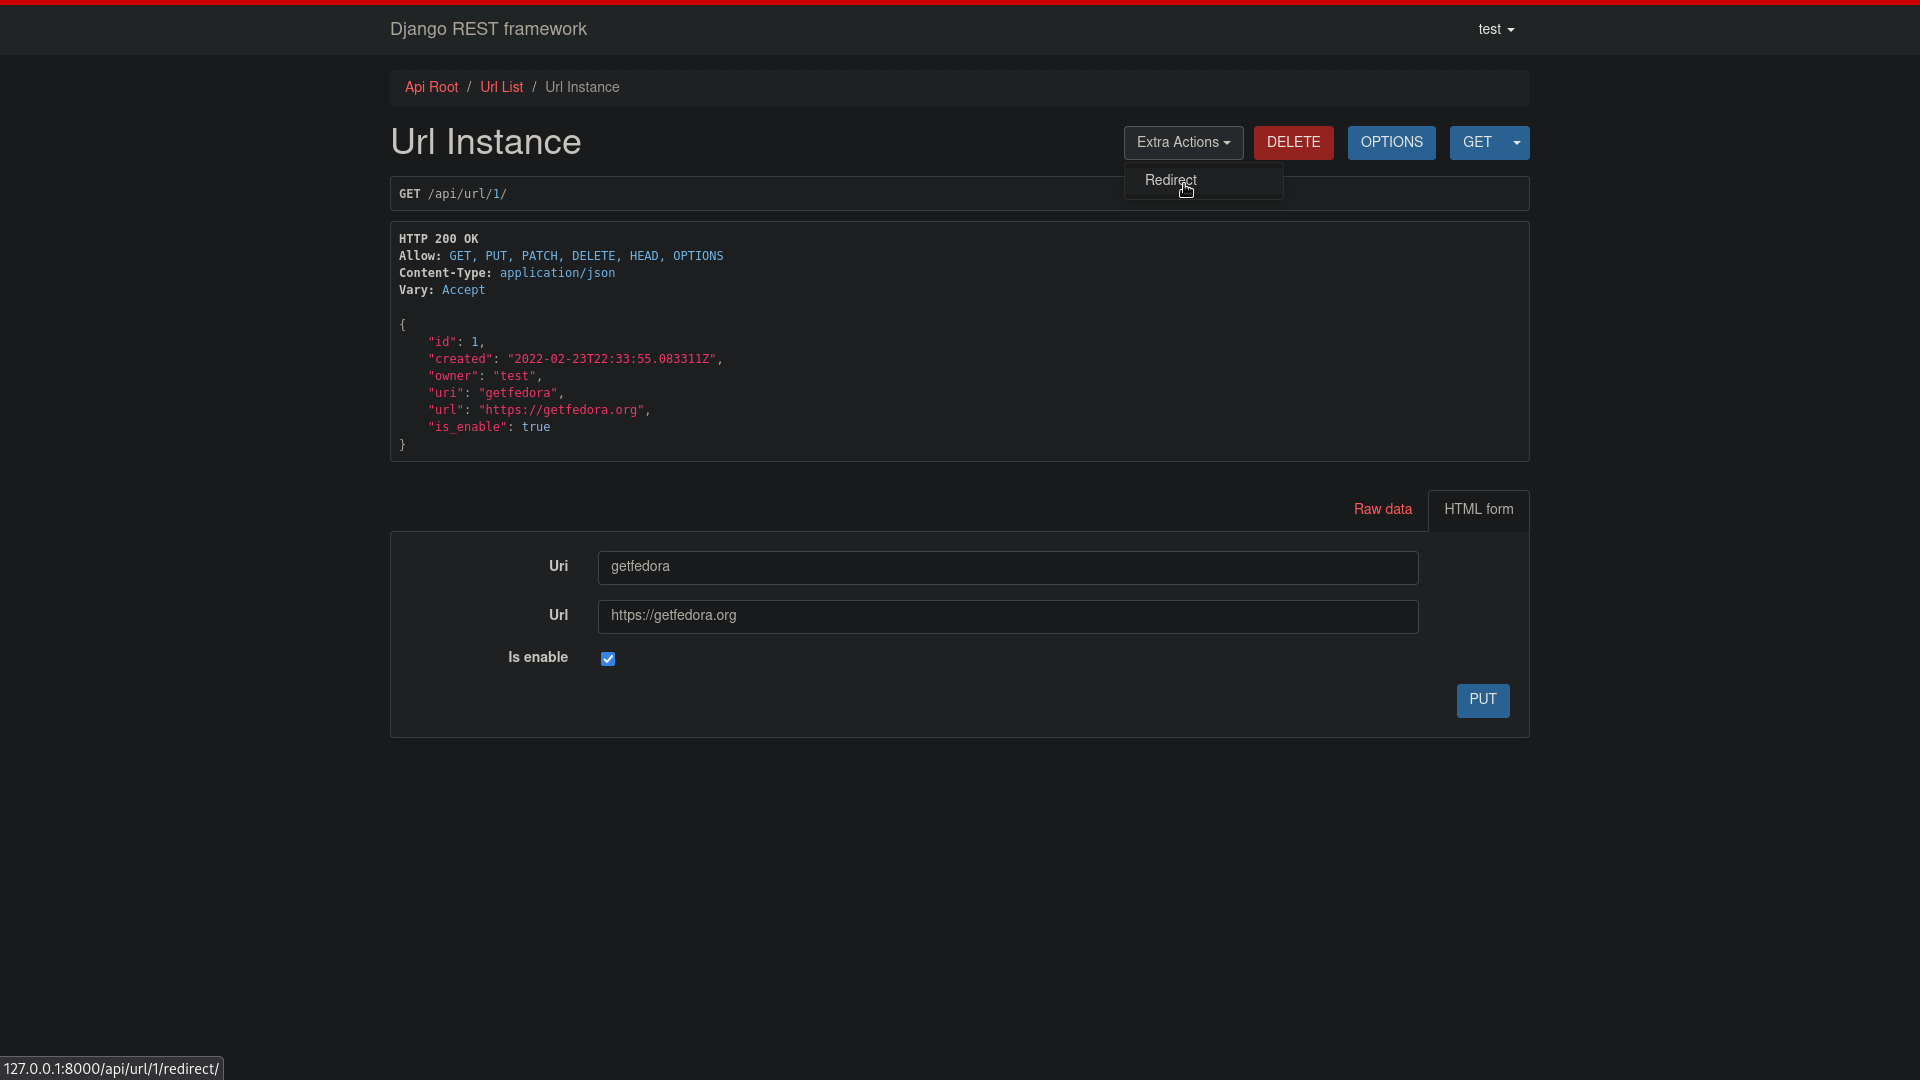 Django REST framework
test
Api Root / Url List / Url Instance
Url Instance
Extra Actions
DELETE
OPTIONS
GET
Redirect
GET /api/url/1/
HTTP 200 OK
Allow: GET, PUT, PATCH, DELETE, HEAD, OPTIONS
Content-Type: application/json
Vary: Accept
{
    "id": 1,
    "created": "2022-02-23T22:33:55.083311Z",
    "owner": "test",
    "uri": "getfedora",
    "url": "https://getfedora.org",
    "is_enable": true
}
Raw data
HTML form
Uri
getfedora
Url
https://getfedora.org
Is enable
PUT
127.0.0.1:8000/api/url/1/redirect/